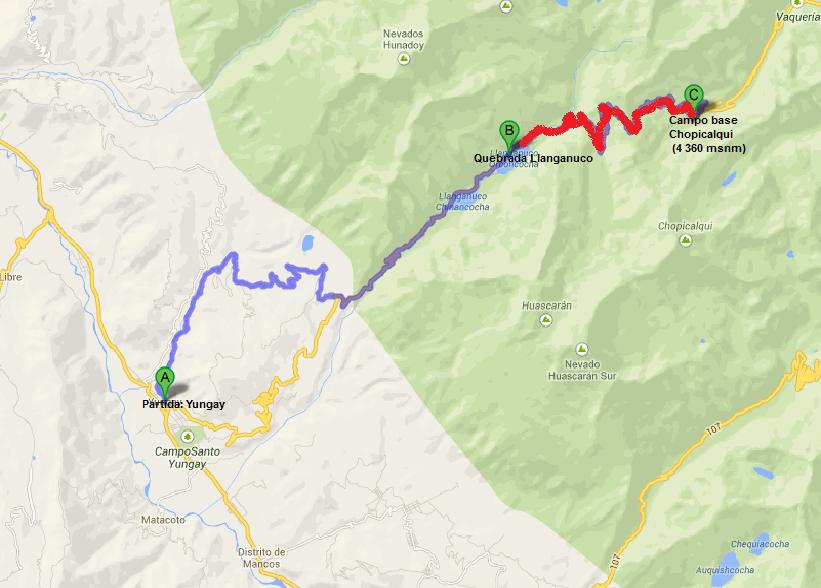 Vaquería
Nevados
Hunadoy
C
Campo base
Chopicalqui
(4 360 msnm)
B
Quebrada Llanganuco
Llanganuco
Llanganuco
Chinancocha
Chopicalqui
Libre
Huascarán
Nevado
Huascarán Sur
A
Partida: Yungay
CampoSanto
Yungay
107
Matacoto
Distrito de
Mancos
Chequiacocha
Auquishcocha
107